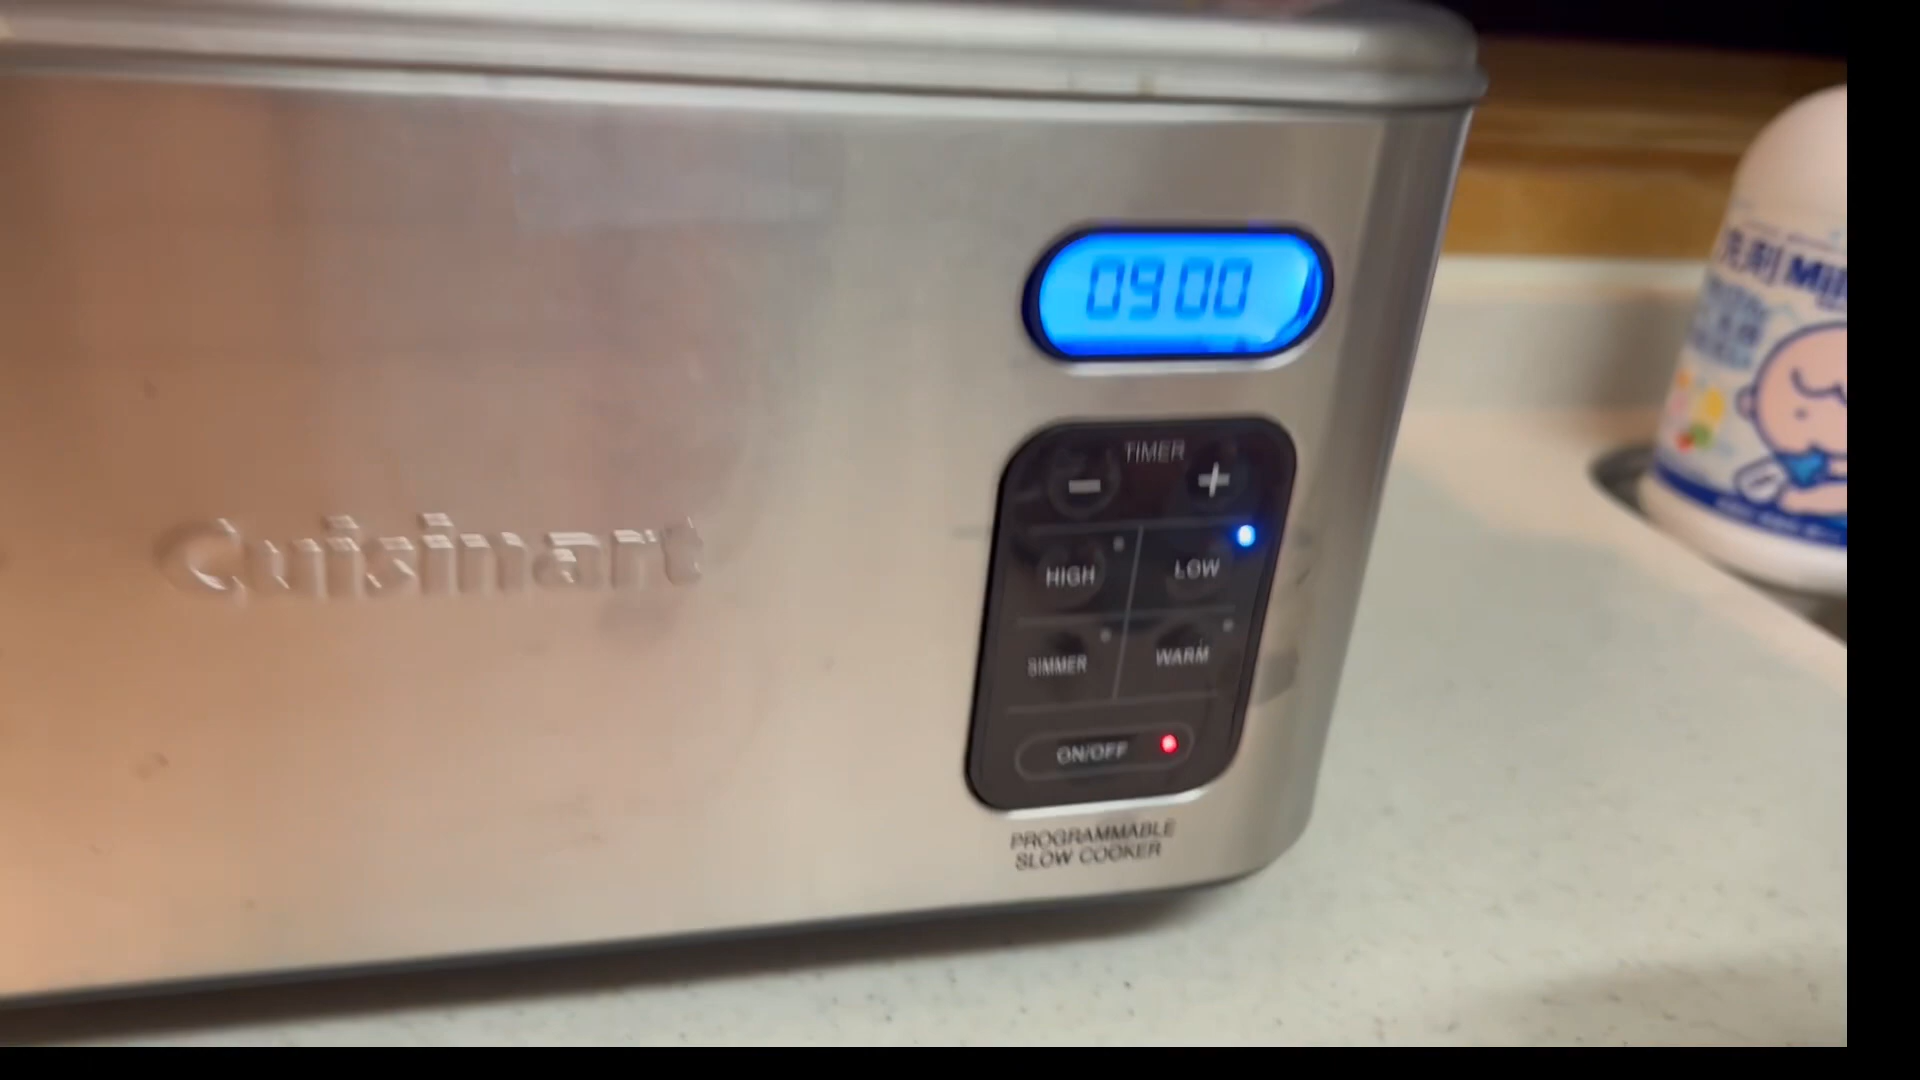 09 00
TIMER
− +
HIGH LOW
SIMMER WARM
ON/OFF
Cuisinart
PROGRAMMABLE
SLOW COOKER